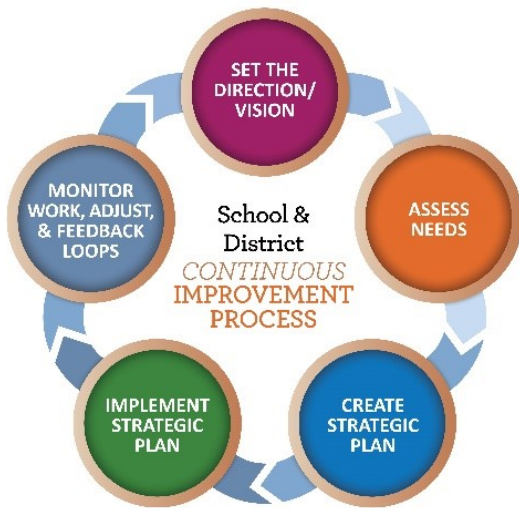 SET THE
DIRECTION/
VISION
ASSESS
NEEDS
CREATE
STRATEGIC
PLAN
IMPLEMENT
STRATEGIC
PLAN
MONITOR
WORK, ADJUST,
& FEEDBACK
LOOPS
School &
District
CONTINUOUS
IMPROVEMENT
PROCESS